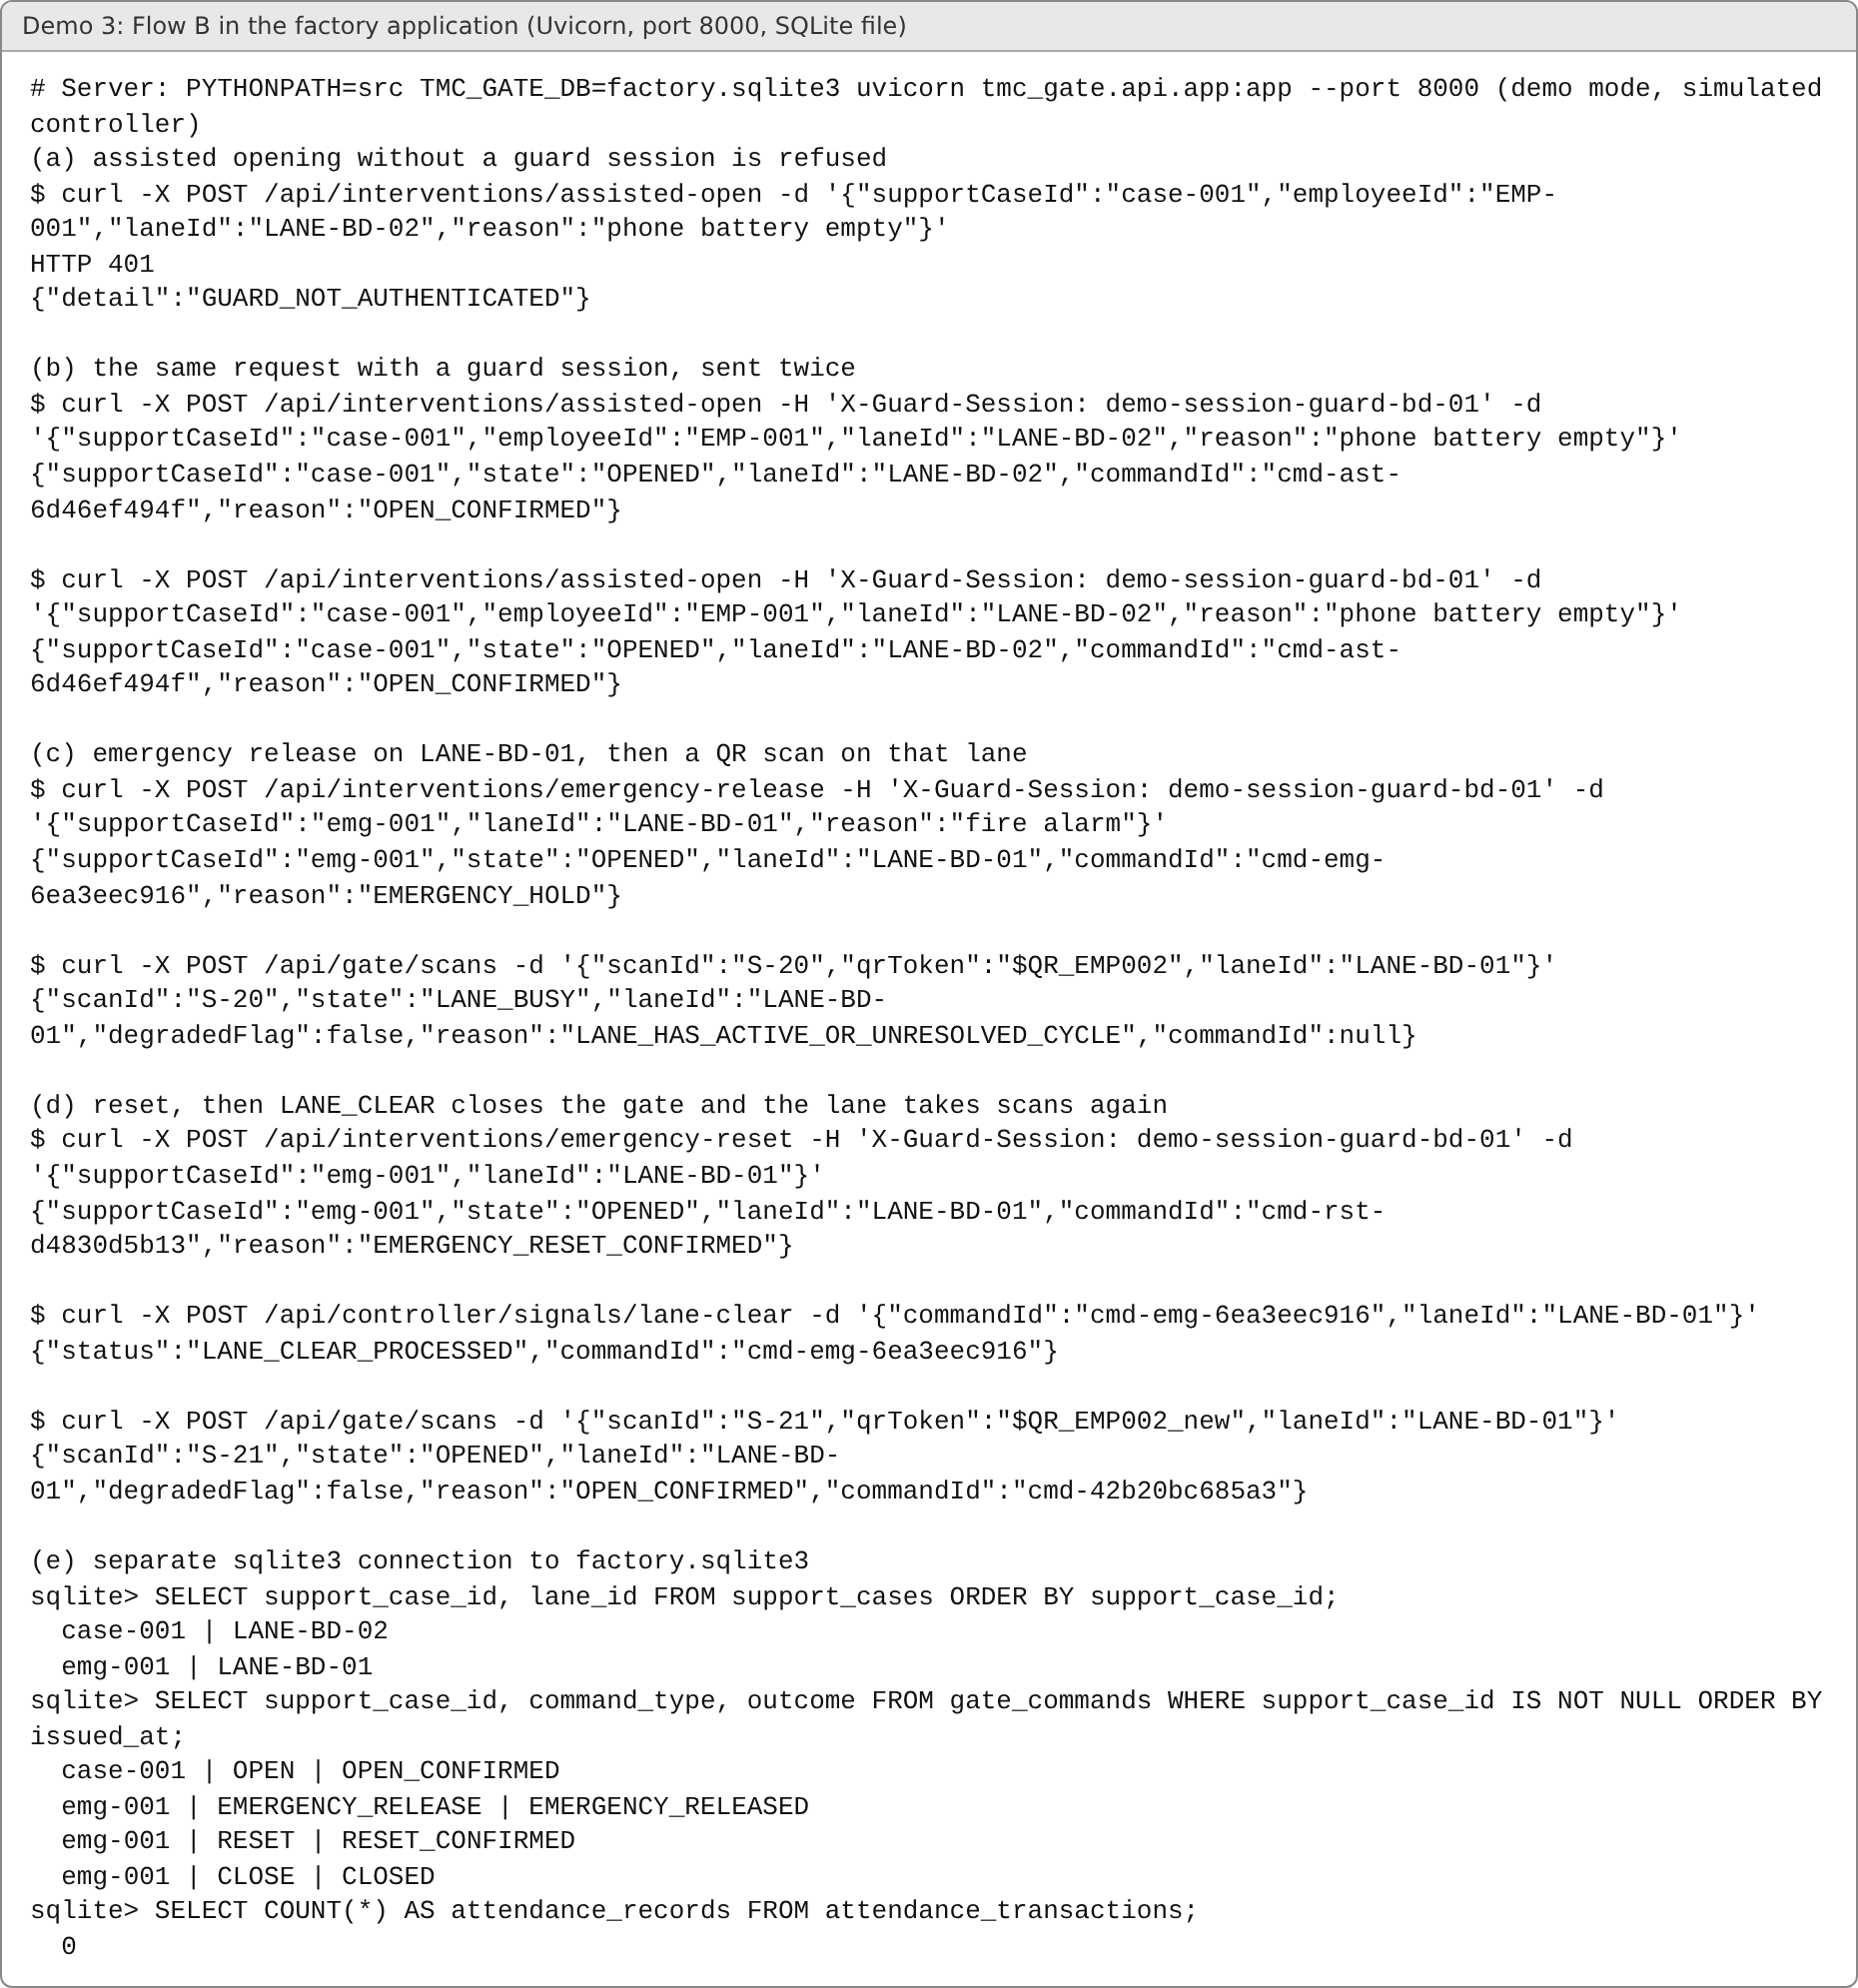 Demo 3: Flow B in the factory application (Uvicorn, port 8000, SQLite file)
# Server: PYTHONPATH=src TMC_GATE_DB=factory.sqlite3 uvicorn tmc_gate.api.app:app --port 8000 (demo mode, simulated
controller)
(a) assisted opening without a guard session is refused
$ curl -X POST /api/interventions/assisted-open -d '{"supportCaseId":"case-001","employeeId":"EMP-
001","laneId":"LANE-BD-02","reason":"phone battery empty"}'
HTTP 401
{"detail":"GUARD_NOT_AUTHENTICATED"}
(b) the same request with a guard session, sent twice
$ curl -X POST /api/interventions/assisted-open -H 'X-Guard-Session: demo-session-guard-bd-01' -d
'{"supportCaseId":"case-001","employeeId":"EMP-001","laneId":"LANE-BD-02","reason":"phone battery empty"}'
{"supportCaseId":"case-001","state":"OPENED","laneId":"LANE-BD-02","commandId":"cmd-ast-
6d46ef494f","reason":"OPEN_CONFIRMED"}
$ curl -X POST /api/interventions/assisted-open -H 'X-Guard-Session: demo-session-guard-bd-01' -d
'{"supportCaseId":"case-001","employeeId":"EMP-001","laneId":"LANE-BD-02","reason":"phone battery empty"}'
{"supportCaseId":"case-001","state":"OPENED","laneId":"LANE-BD-02","commandId":"cmd-ast-
6d46ef494f","reason":"OPEN_CONFIRMED"}
(c) emergency release on LANE-BD-01, then a QR scan on that lane
$ curl -X POST /api/interventions/emergency-release -H 'X-Guard-Session: demo-session-guard-bd-01' -d
'{"supportCaseId":"emg-001","laneId":"LANE-BD-01","reason":"fire alarm"}'
{"supportCaseId":"emg-001","state":"OPENED","laneId":"LANE-BD-01","commandId":"cmd-emg-
6ea3eec916","reason":"EMERGENCY_HOLD"}
$ curl -X POST /api/gate/scans -d '{"scanId":"S-20","qrToken":"$QR_EMP002","laneId":"LANE-BD-01"}'
{"scanId":"S-20","state":"LANE_BUSY","laneId":"LANE-BD-
01","degradedFlag":false,"reason":"LANE_HAS_ACTIVE_OR_UNRESOLVED_CYCLE","commandId":null}
(d) reset, then LANE_CLEAR closes the gate and the lane takes scans again
$ curl -X POST /api/interventions/emergency-reset -H 'X-Guard-Session: demo-session-guard-bd-01' -d
'{"supportCaseId":"emg-001","laneId":"LANE-BD-01"}'
{"supportCaseId":"emg-001","state":"OPENED","laneId":"LANE-BD-01","commandId":"cmd-rst-
d4830d5b13","reason":"EMERGENCY_RESET_CONFIRMED"}
$ curl -X POST /api/controller/signals/lane-clear -d '{"commandId":"cmd-emg-6ea3eec916","laneId":"LANE-BD-01"}'
{"status":"LANE_CLEAR_PROCESSED","commandId":"cmd-emg-6ea3eec916"}
$ curl -X POST /api/gate/scans -d '{"scanId":"S-21","qrToken":"$QR_EMP002_new","laneId":"LANE-BD-01"}'
{"scanId":"S-21","state":"OPENED","laneId":"LANE-BD-
01","degradedFlag":false,"reason":"OPEN_CONFIRMED","commandId":"cmd-42b20bc685a3"}
(e) separate sqlite3 connection to factory.sqlite3
sqlite> SELECT support_case_id, lane_id FROM support_cases ORDER BY support_case_id;
case-001 | LANE-BD-02
emg-001 | LANE-BD-01
sqlite> SELECT support_case_id, command_type, outcome FROM gate_commands WHERE support_case_id IS NOT NULL ORDER BY
issued_at;
case-001 | OPEN | OPEN_CONFIRMED
emg-001 | EMERGENCY_RELEASE | EMERGENCY_RELEASED
emg-001 | RESET | RESET_CONFIRMED
emg-001 | CLOSE | CLOSED
sqlite> SELECT COUNT(*) AS attendance_records FROM attendance_transactions;
0